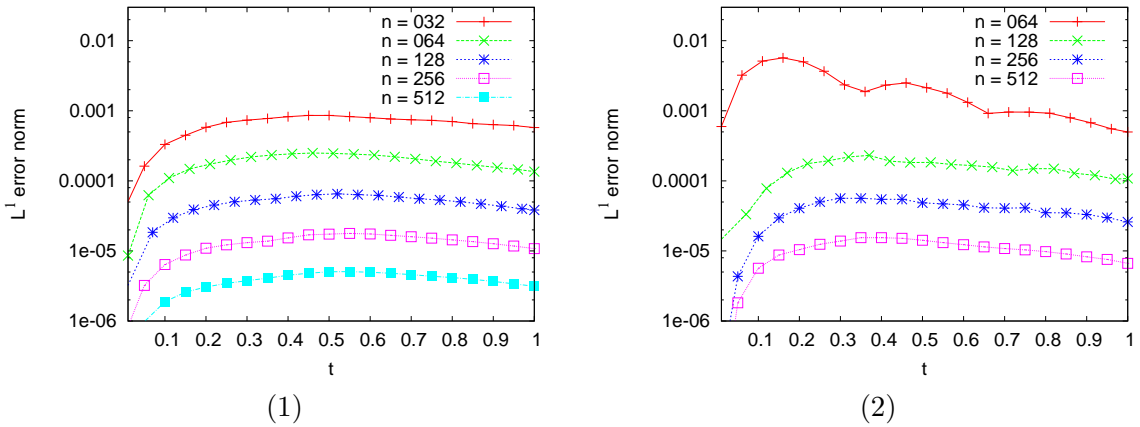 0.01
0.001
0.0001
1e-05
1e-06
L1 error norm
n = 032
n = 064
n = 128
n = 256
n = 512
0.1 0.2 0.3 0.4 0.5 0.6 0.7 0.8 0.9 1
t
(1)
0.01
0.001
0.0001
1e-05
1e-06
L1 error norm
n = 064
n = 128
n = 256
n = 512
0.1 0.2 0.3 0.4 0.5 0.6 0.7 0.8 0.9 1
t
(2)